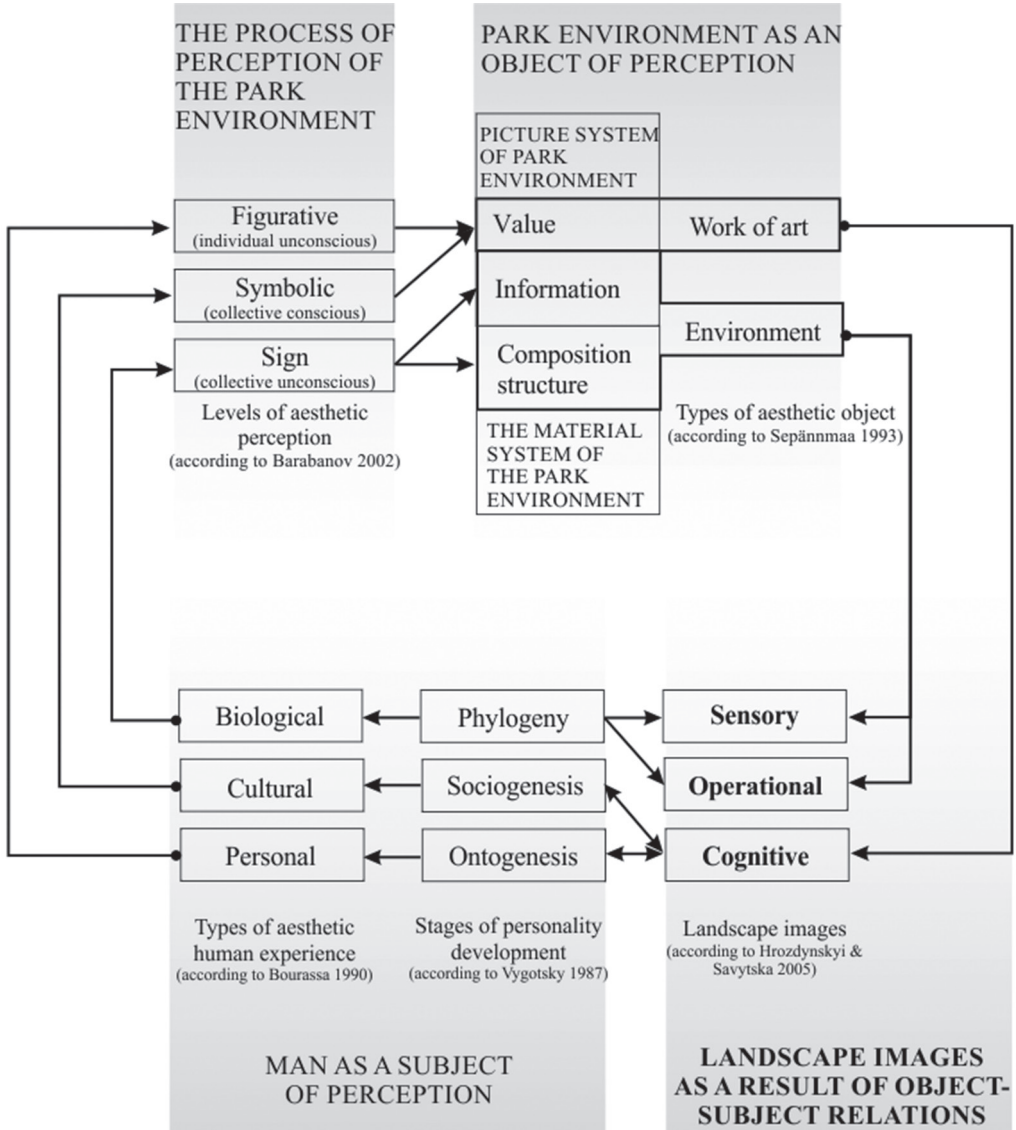 THE PROCESS OF
PERCEPTION OF
THE PARK
ENVIRONMENT
PARK ENVIRONMENT AS AN
OBJECT OF PERCEPTION
PICTURE SYSTEM
OF PARK
ENVIRONMENT
Figurative
(individual unconscious)
Value
Work of art
Symbolic
(collective conscious)
Information
Sign
(collective unconscious)
Composition
structure
Environment
Levels of aesthetic
perception
(according to Barabanov 2002)
THE MATERIAL
SYSTEM OF
THE PARK
ENVIRONMENT
Types of aesthetic object
(according to Sepännmaa 1993)
Biological
Phylogeny
Sensory
Cultural
Sociogenesis
Operational
Personal
Ontogenesis
Cognitive
Types of aesthetic
human experience
(according to Bourassa 1990)
Stages of personality
development
(according to Vygotsky 1987)
Landscape images
(according to Hrozdynskyi &
Savytska 2005)
MAN AS A SUBJECT
OF PERCEPTION
LANDSCAPE IMAGES
AS A RESULT OF OBJECT-
SUBJECT RELATIONS